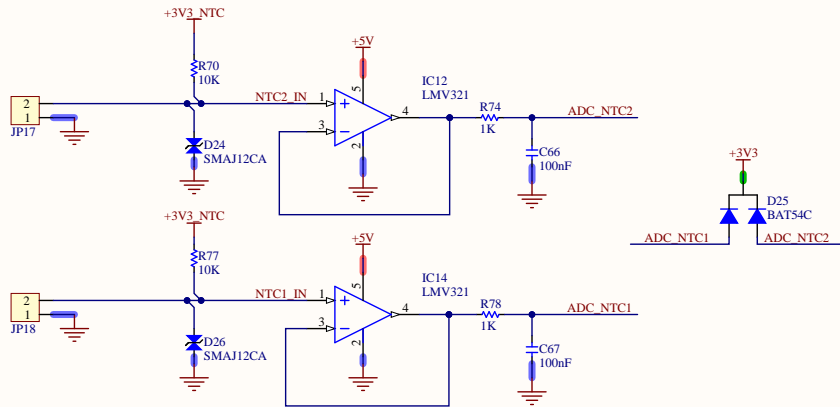 +3V3_NTC
R70
10K
+5V
5
IC12
LMV321
2
1
JP17
NTC2_IN
1
+
3
−
4
2
R74
1K
ADC_NTC2
D24
SMAJ12CA
C66
100nF
+3V3
D25
BAT54C
ADC_NTC1
ADC_NTC2
+3V3_NTC
R77
10K
+5V
5
IC14
LMV321
2
1
JP18
NTC1_IN
1
+
3
−
4
2
R78
1K
ADC_NTC1
D26
SMAJ12CA
C67
100nF